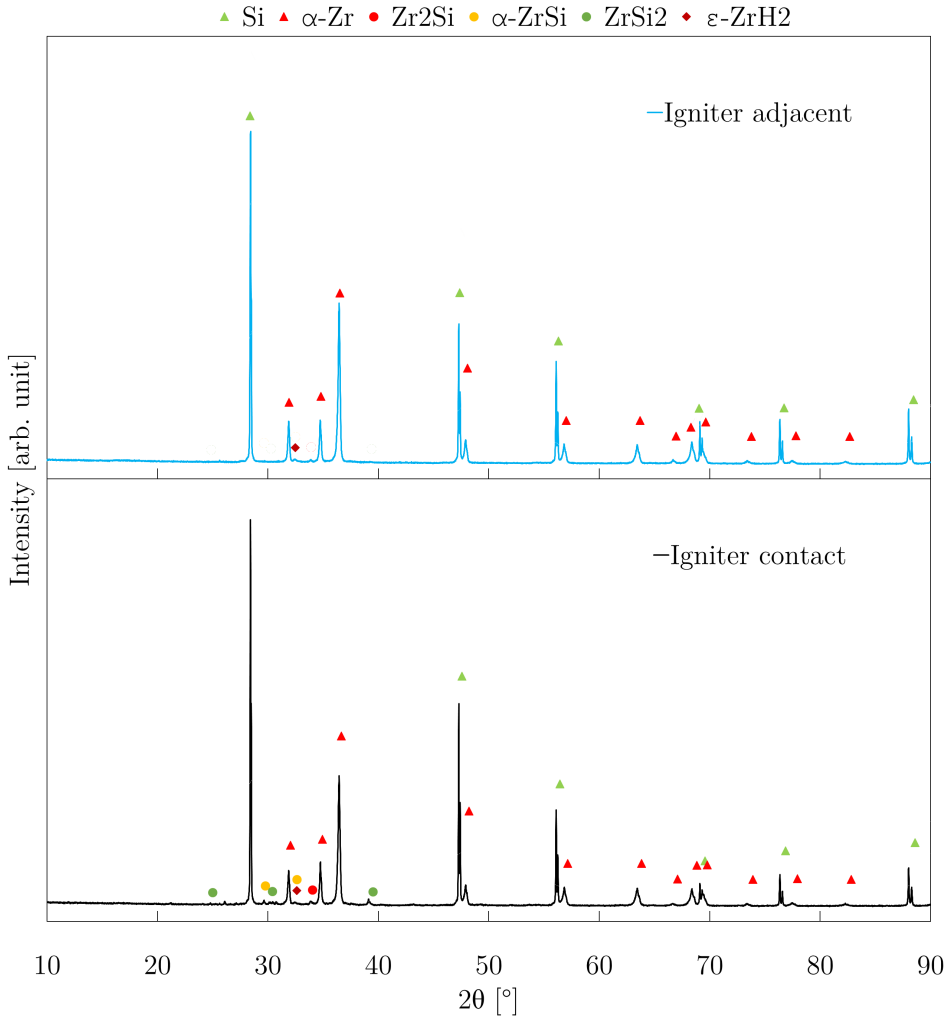 Si α-Zr Zr2Si α-ZrSi ZrSi2 ε-ZrH2
Igniter adjacent
Igniter contact
Intensity [arb. unit]
10 20 30 40 50 60 70 80 90
2θ [°]